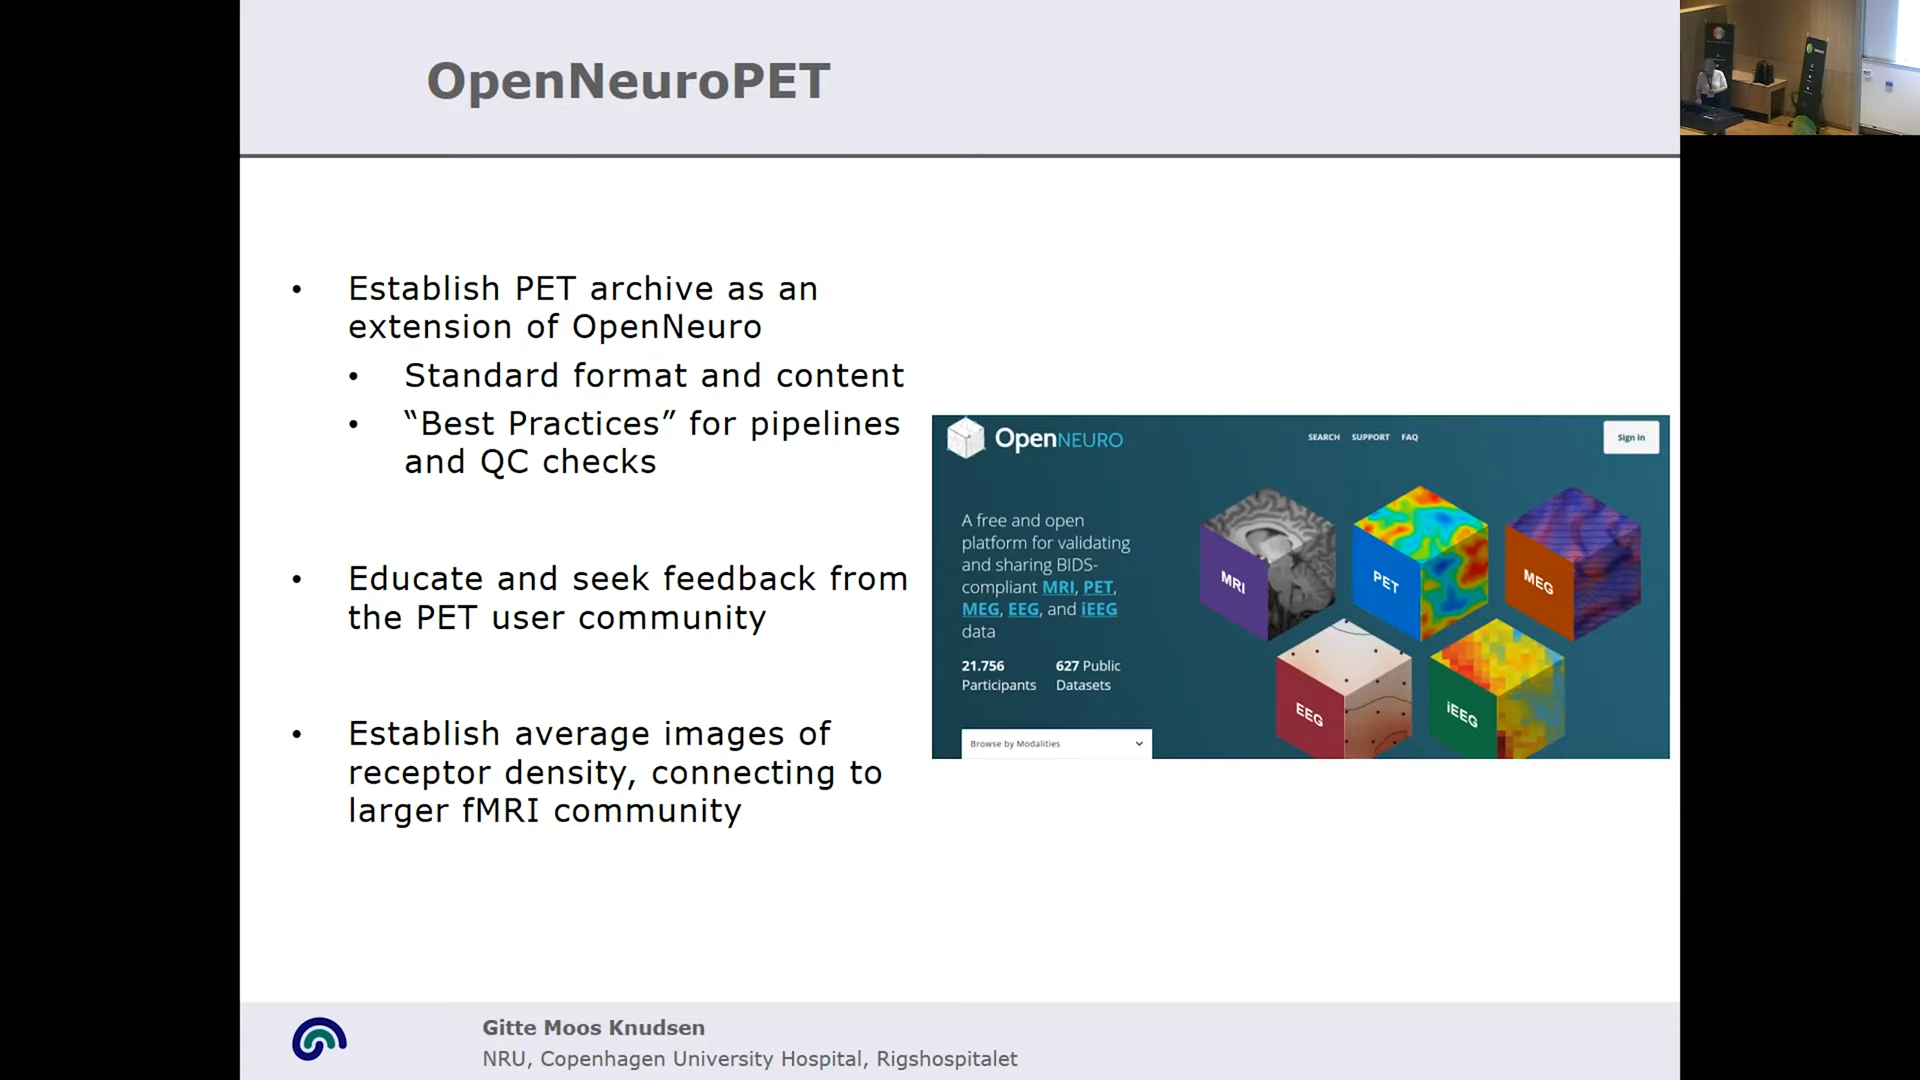 OpenNeuroPET
• Establish PET archive as an
extension of OpenNeuro
• Standard format and content
• “Best Practices” for pipelines
and QC checks
• Educate and seek feedback from
the PET user community
• Establish average images of
receptor density, connecting to
larger fMRI community
OpenNEURO
SEARCH SUPPORT FAQ
Sign in
A free and open
platform for validating
and sharing BIDS-
compliant MRI, PET,
MEG, EEG, and iEEG
data
21.756 627 Public
Participants Datasets
Browse by Modalities
MRI
PET
MEG
EEG
iEEG
Gitte Moos Knudsen
NRU, Copenhagen University Hospital, Rigshospitalet